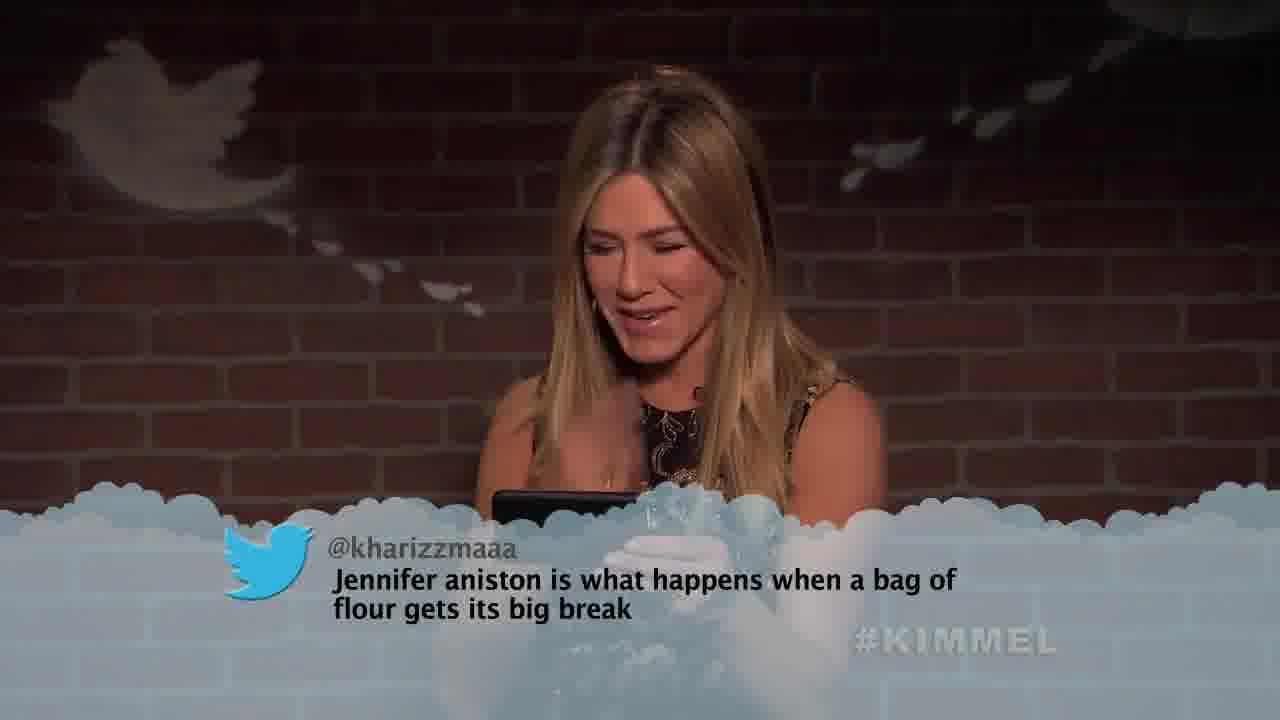 @kharizzmaaa
Jennifer aniston is what happens when a bag of
flour gets its big break
#KIMMEL